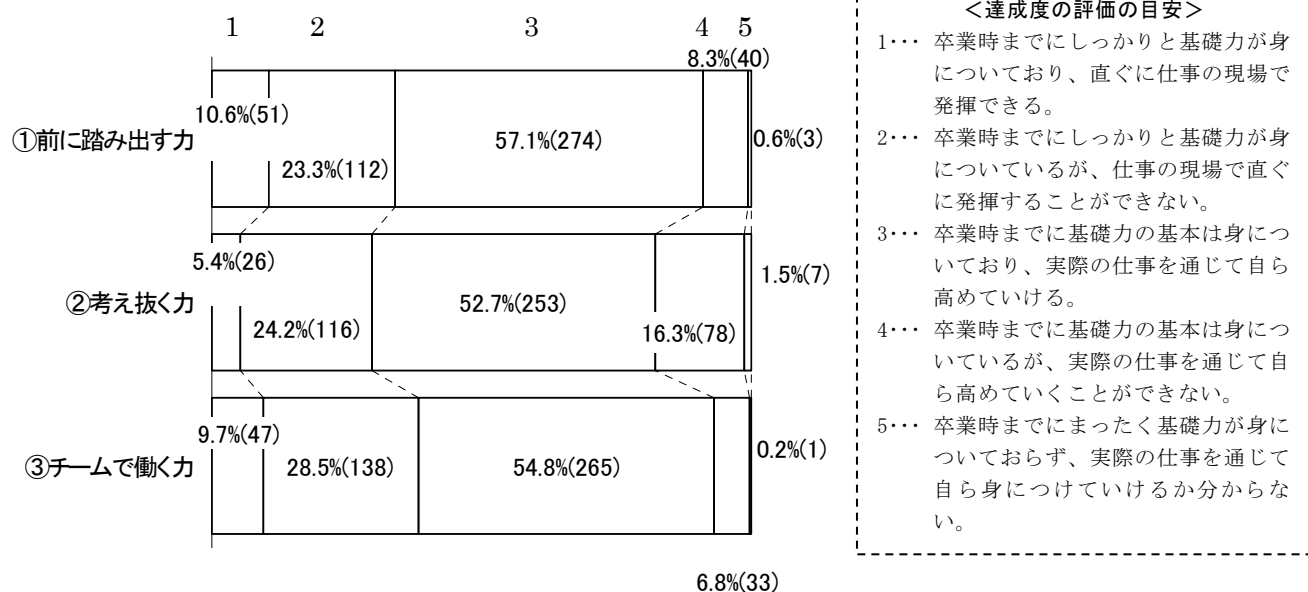 1 2 3 4 5
8.3%(40)
10.6%(51)
①前に踏み出す力
57.1%(274)
0.6%(3)
23.3%(112)
5.4%(26)
1.5%(7)
②考え抜く力
52.7%(253)
24.2%(116)
16.3%(78)
9.7%(47)
0.2%(1)
③チームで働く力
28.5%(138)
54.8%(265)
6.8%(33)
<達成度の評価の目安>
1･･･ 卒業時までにしっかりと基礎力が身
についており、直ぐに仕事の現場で
発揮できる。
2･･･ 卒業時までにしっかりと基礎力が身
についているが、仕事の現場で直ぐ
に発揮することができない。
3･･･ 卒業時までに基礎力の基本は身につ
いており、実際の仕事を通じて自ら
高めていける。
4･･･ 卒業時までに基礎力の基本は身につ
いているが、実際の仕事を通じて自
ら高めていくことができない。
5･･･ 卒業時までにまったく基礎力が身に
ついておらず、実際の仕事を通じて
自ら身につけていけるか分からな
い。